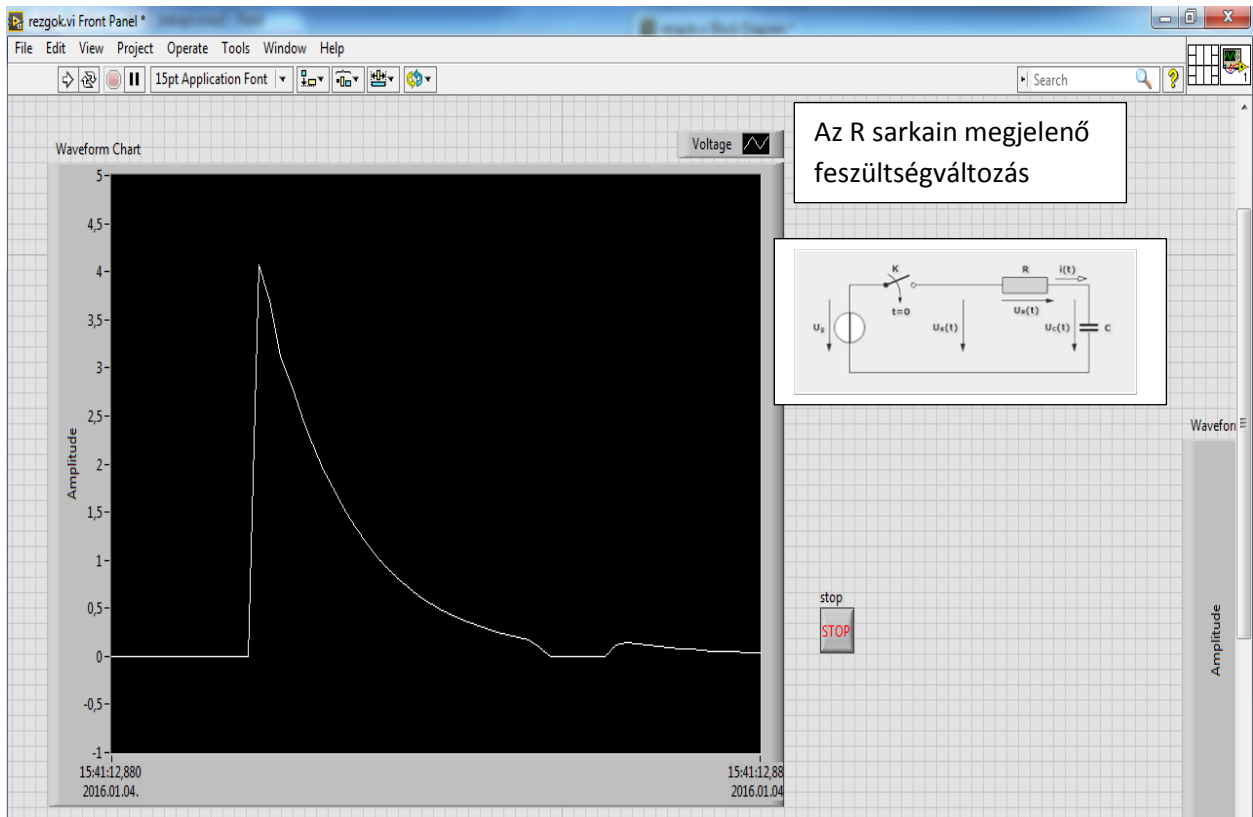 rezgok.vi Front Panel *
File Edit View Project Operate Tools Window Help
15pt Application Font
Search
1
Waveform Chart
Voltage
Az R sarkain megjelenő
feszültségváltozás
5
4,5
4
3,5
3
2,5
2
1,5
1
0,5
0
-0,5
-1
Amplitude
15:41:12,880
2016.01.04.
15:41:12,88
2016.01.04
K
t=0
R
i(t)
Ug
Uk(t)
UR(t)
UC(t)
C
stop
STOP
Wavefon
Amplitude